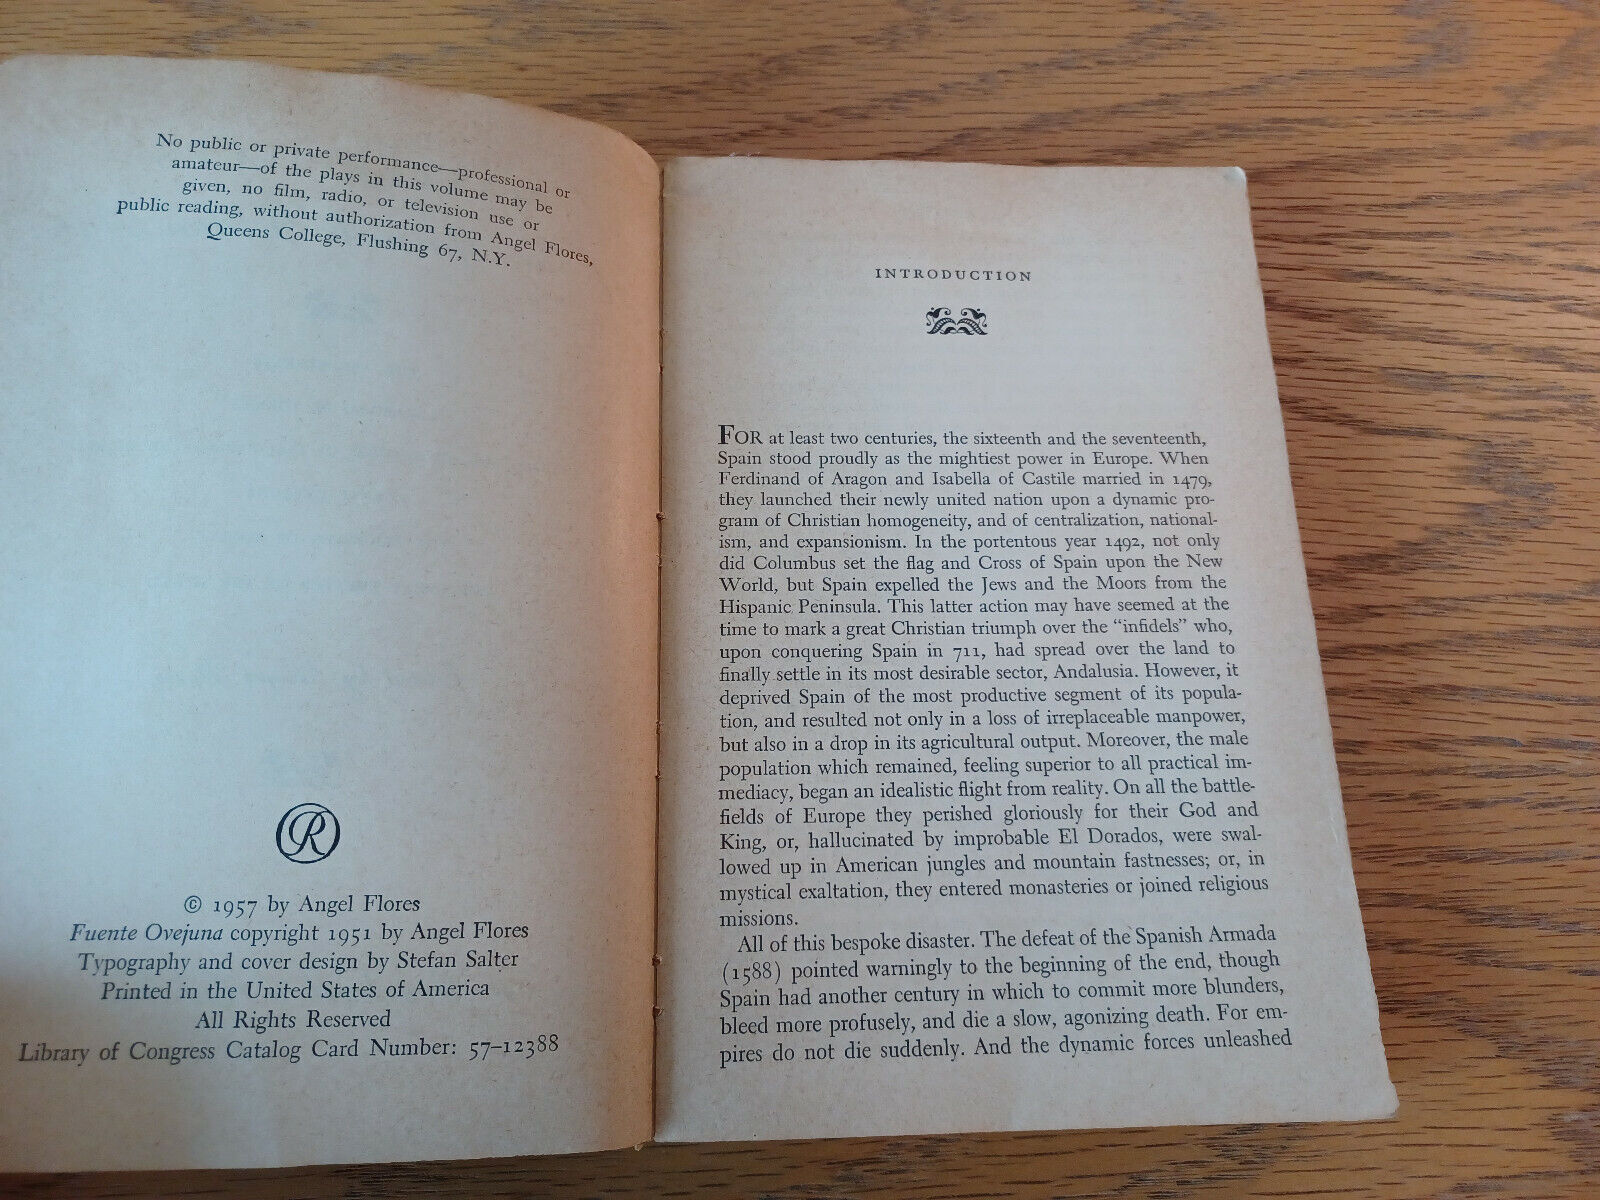 No public or private performance—professional or
amateur—of the plays in this volume may be
given, no film, radio, or television use or
public reading, without authorization from Angel Flores,
Queens College, Flushing 67, N.Y.
R
© 1957 by Angel Flores
Fuente Ovejuna copyright 1951 by Angel Flores
Typography and cover design by Stefan Salter
Printed in the United States of America
All Rights Reserved
Library of Congress Catalog Card Number: 57–12388
INTRODUCTION
FOR at least two centuries, the sixteenth and the seventeenth,
Spain stood proudly as the mightiest power in Europe. When
Ferdinand of Aragon and Isabella of Castile married in 1479,
they launched their newly united nation upon a dynamic pro-
gram of Christian homogeneity, and of centralization, national-
ism, and expansionism. In the portentous year 1492, not only
did Columbus set the flag and Cross of Spain upon the New
World, but Spain expelled the Jews and the Moors from the
Hispanic Peninsula. This latter action may have seemed at the
time to mark a great Christian triumph over the “infidels” who,
upon conquering Spain in 711, had spread over the land to
finally settle in its most desirable sector, Andalusia. However, it
deprived Spain of the most productive segment of its popula-
tion, and resulted not only in a loss of irreplaceable manpower,
but also in a drop in its agricultural output. Moreover, the male
population which remained, feeling superior to all practical im-
mediacy, began an idealistic flight from reality. On all the battle-
fields of Europe they perished gloriously for their God and
King, or, hallucinated by improbable El Dorados, were swal-
lowed up in American jungles and mountain fastnesses; or, in
mystical exaltation, they entered monasteries or joined religious
missions.
All of this bespoke disaster. The defeat of the Spanish Armada
(1588) pointed warningly to the beginning of the end, though
Spain had another century in which to commit more blunders,
bleed more profusely, and die a slow, agonizing death. For em-
pires do not die suddenly. And the dynamic forces unleashed